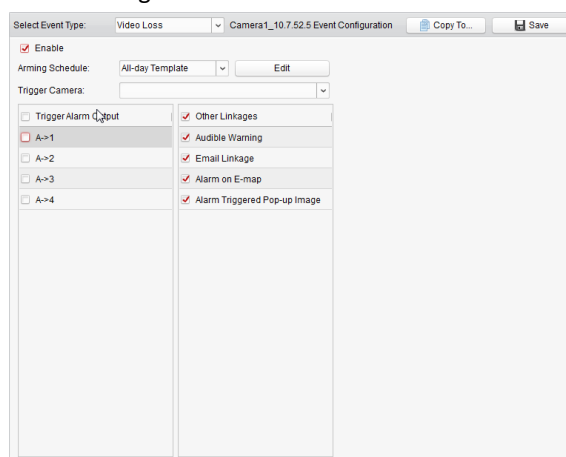 Select Event Type: Video Loss Camera1_10.7.52.5 Event Configuration Copy To... Save
Enable
Arming Schedule: All-day Template Edit
Trigger Camera:
Trigger Alarm Output Other Linkages
A->1 Audible Warning
A->2 Email Linkage
A->3 Alarm on E-map
A->4 Alarm Triggered Pop-up Image